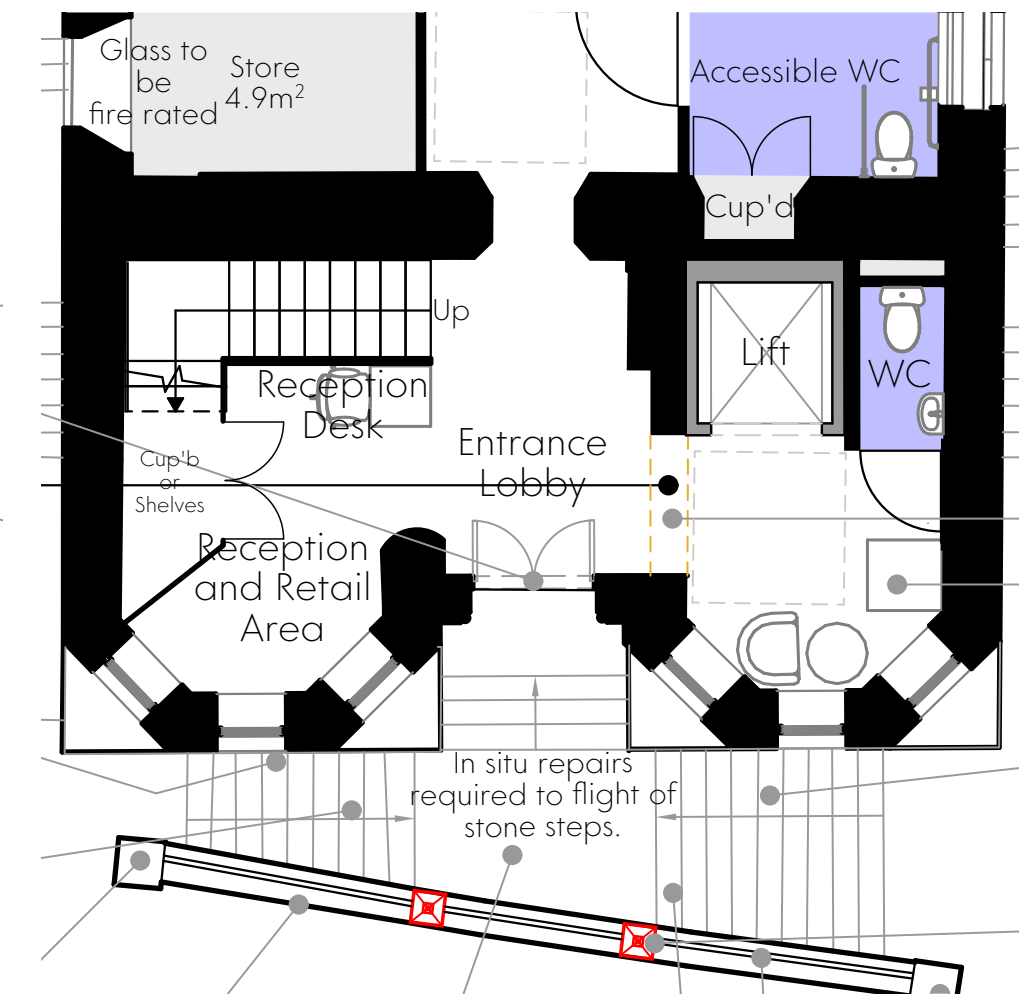 Glass to
be
fire rated
Store
4.9m²
Accessible WC
Cup'd
Up
Lift
WC
Reception
Desk
Entrance
Lobby
Cup'b
or
Shelves
Reception
and Retail
Area
In situ repairs
required to flight of
stone steps.